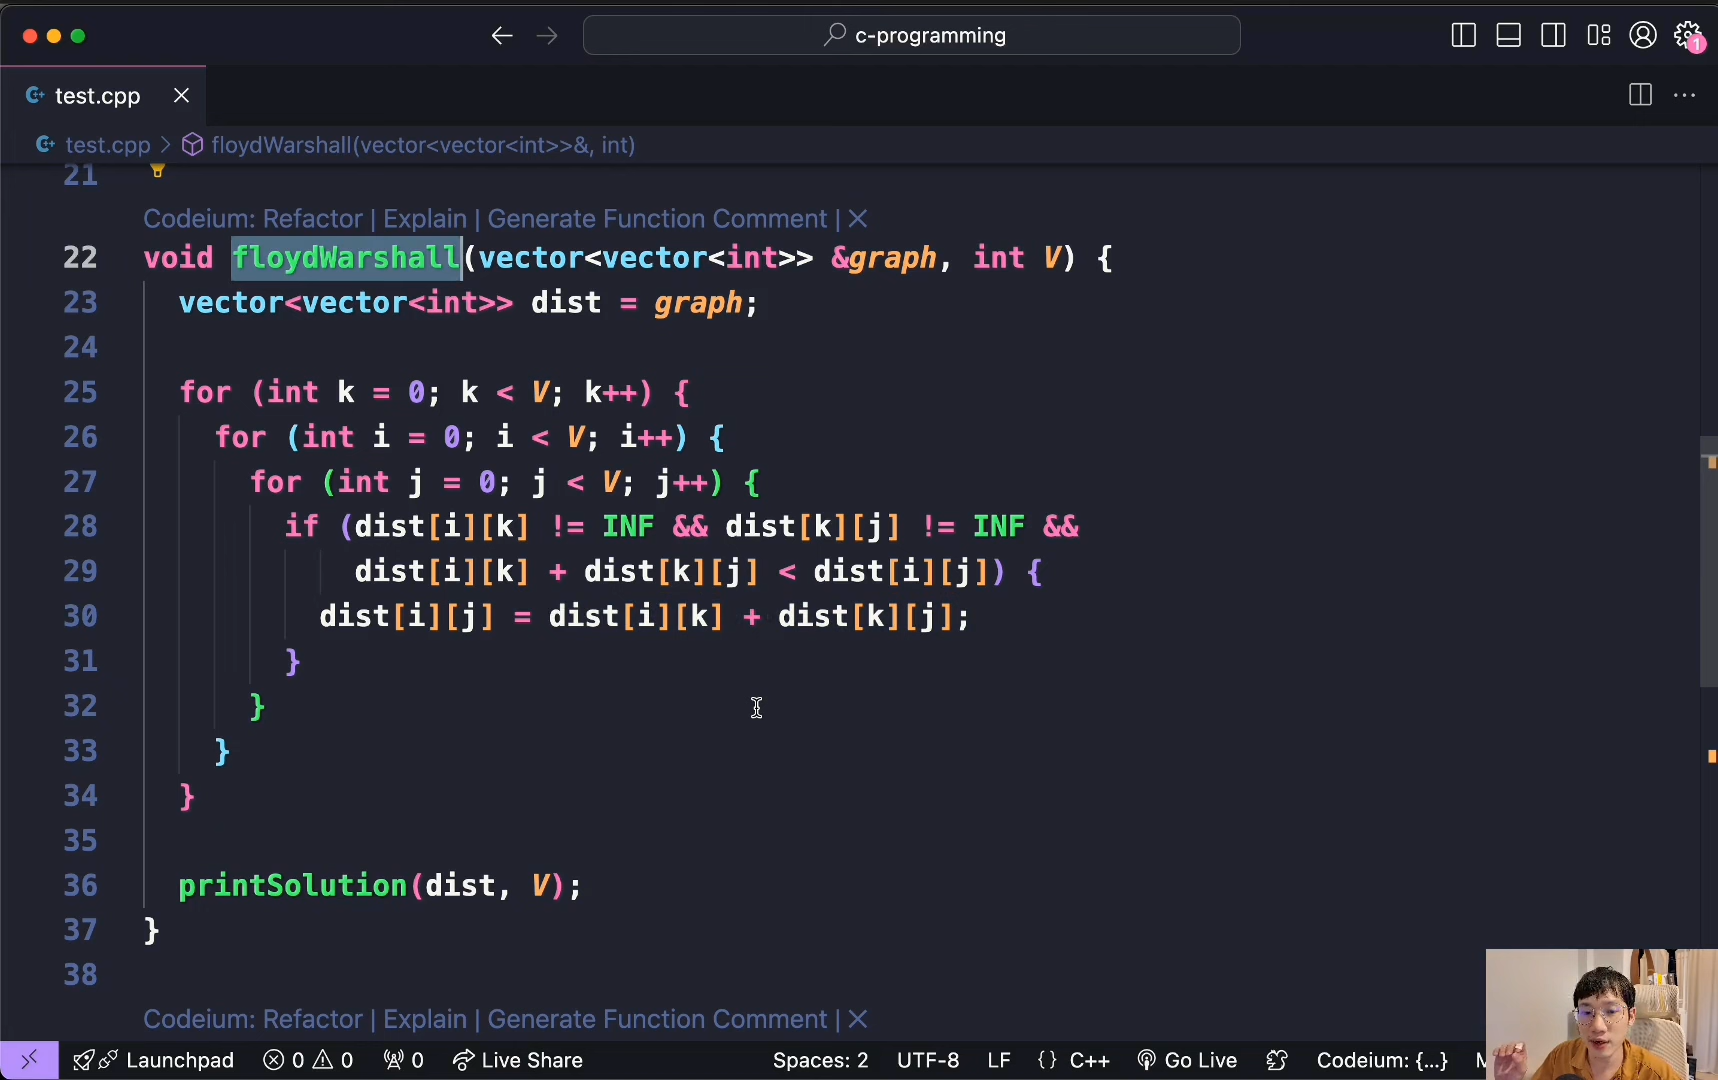 c-programming
1
test.cpp
test.cpp > floydWarshall(vector<vector<int>>&, int)
21
Codeium: Refactor | Explain | Generate Function Comment | ✕
22 void floydWarshall(vector<vector<int>> &graph, int V) {
23 vector<vector<int>> dist = graph;
24
25 for (int k = 0; k < V; k++) {
26 for (int i = 0; i < V; i++) {
27 for (int j = 0; j < V; j++) {
28 if (dist[i][k] != INF && dist[k][j] != INF &&
29 dist[i][k] + dist[k][j] < dist[i][j]) {
30 dist[i][j] = dist[i][k] + dist[k][j];
31 }
32 }
33 }
34 }
35
36 printSolution(dist, V);
37 }
38
Codeium: Refactor | Explain | Generate Function Comment | ✕
Launchpad 0 0 0 Live Share Spaces: 2 UTF-8 LF {} C++ Go Live Codeium: {...}